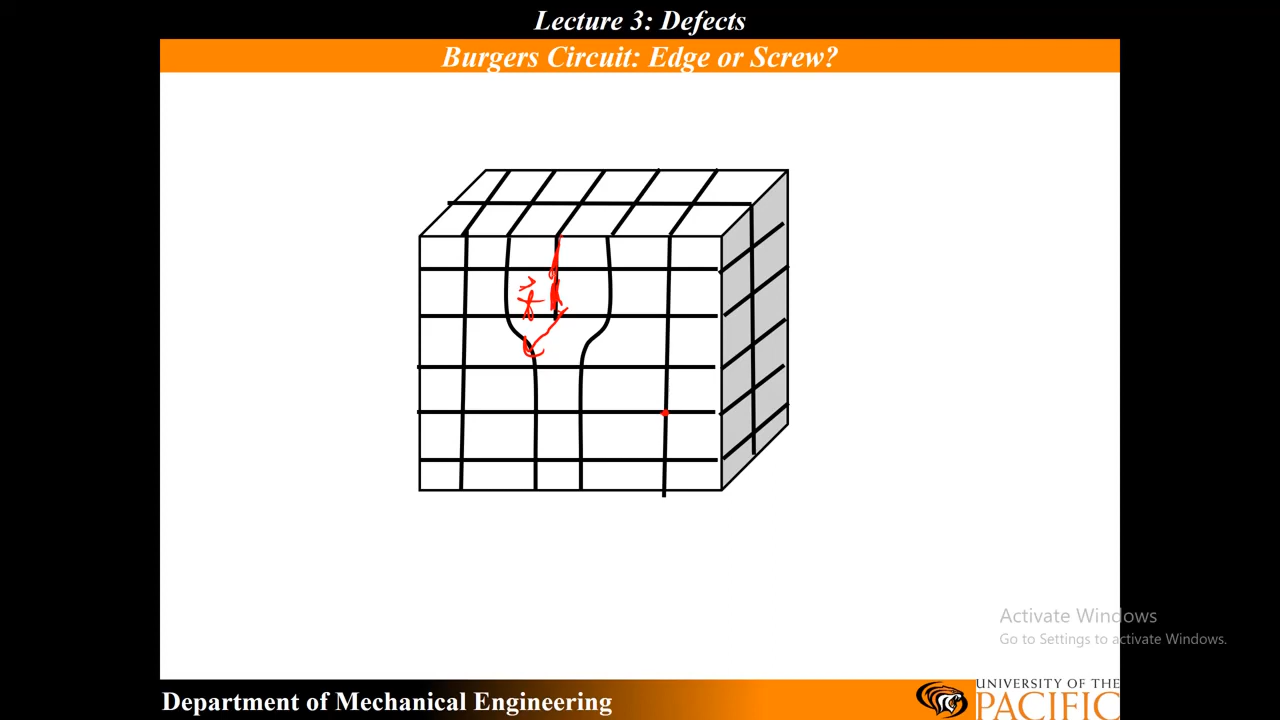 Lecture 3: Defects
Burgers Circuit: Edge or Screw?
Activate Windows
Go to Settings to activate Windows.
Department of Mechanical Engineering
UNIVERSITY OF THE
PACIFIC